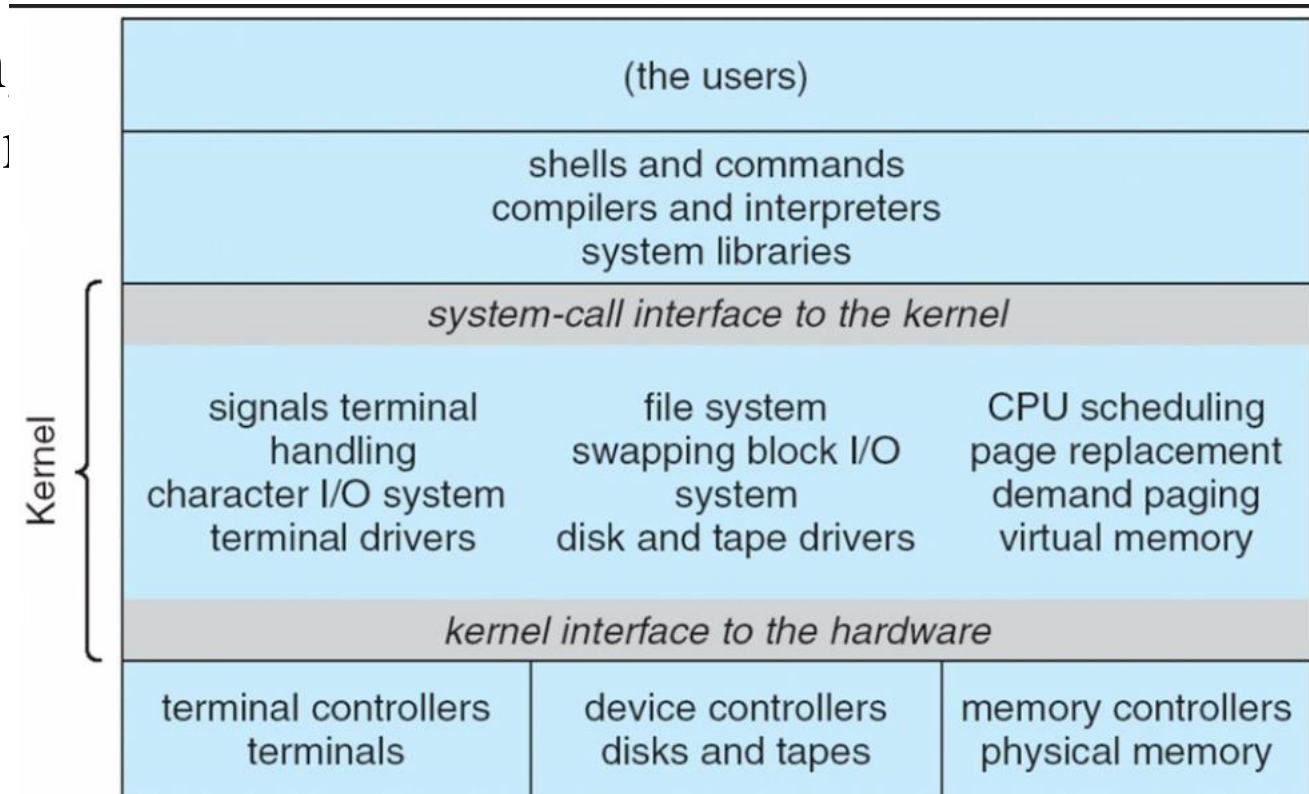 (the users)
shells and commands
compilers and interpreters
system libraries
system-call interface to the kernel
Kernel
signals terminal
handling
character I/O system
terminal drivers
file system
swapping block I/O
system
disk and tape drivers
CPU scheduling
page replacement
demand paging
virtual memory
kernel interface to the hardware
terminal controllers
terminals
device controllers
disks and tapes
memory controllers
physical memory